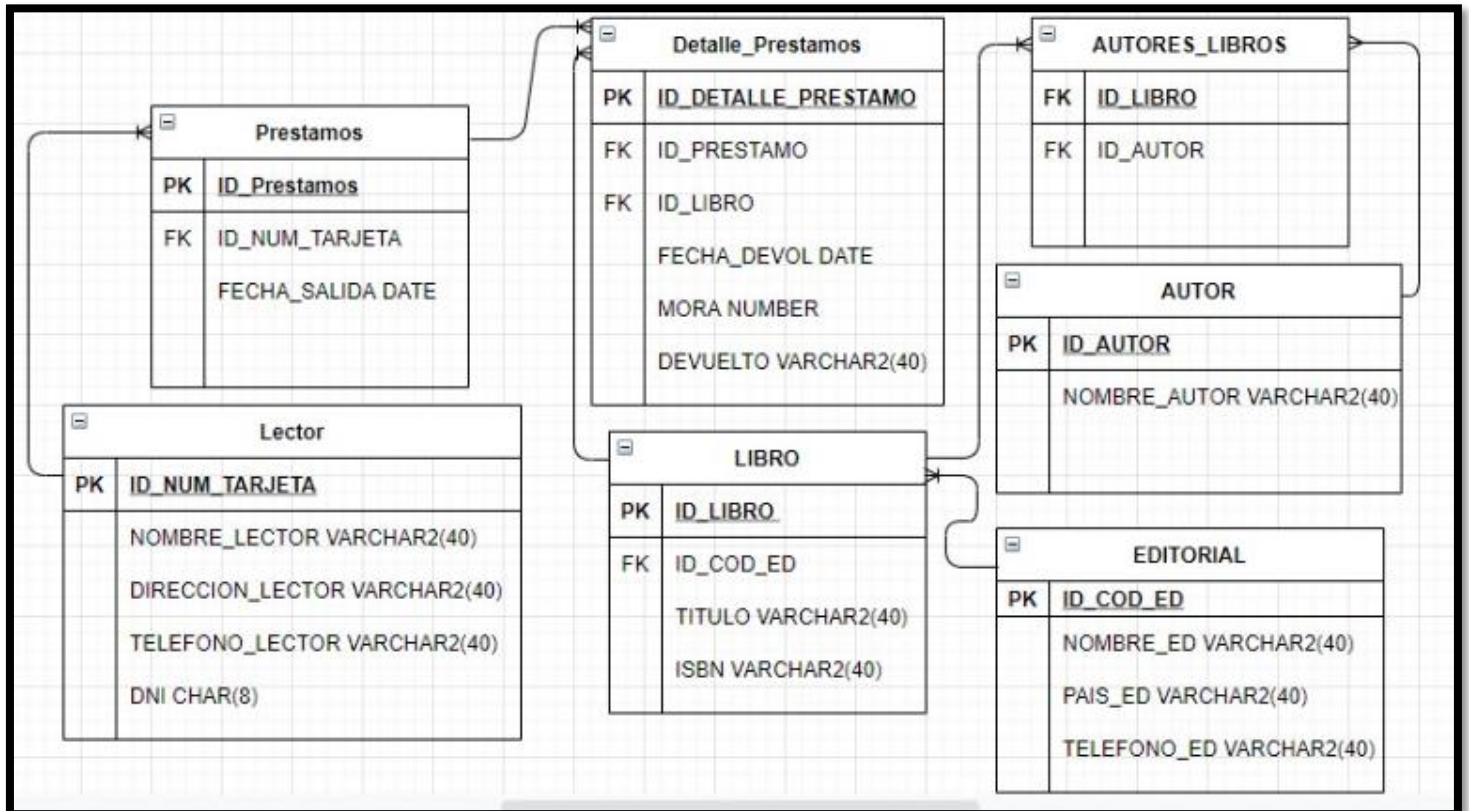 Prestamos
PK ID_Prestamos
FK ID_NUM_TARJETA
FECHA_SALIDA DATE
Lector
PK ID_NUM_TARJETA
NOMBRE_LECTOR VARCHAR2(40)
DIRECCION_LECTOR VARCHAR2(40)
TELEFONO_LECTOR VARCHAR2(40)
DNI CHAR(8)
Detalle_Prestamos
PK ID_DETALLE_PRESTAMO
FK ID_PRESTAMO
FK ID_LIBRO
FECHA_DEVOL DATE
MORA NUMBER
DEVUELTO VARCHAR2(40)
LIBRO
PK ID_LIBRO
FK ID_COD_ED
TITULO VARCHAR2(40)
ISBN VARCHAR2(40)
AUTORES_LIBROS
FK ID_LIBRO
FK ID_AUTOR
AUTOR
PK ID_AUTOR
NOMBRE_AUTOR VARCHAR2(40)
EDITORIAL
PK ID_COD_ED
NOMBRE_ED VARCHAR2(40)
PAIS_ED VARCHAR2(40)
TELEFONO_ED VARCHAR2(40)